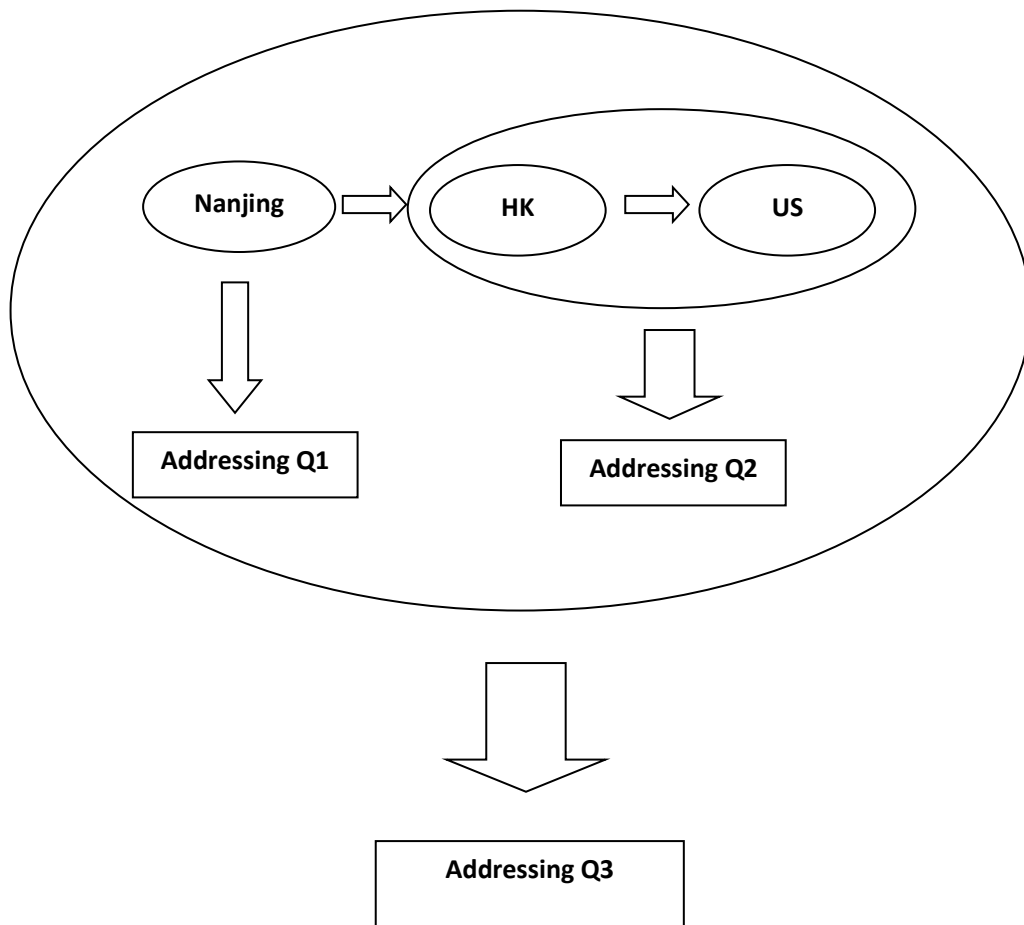 Nanjing
HK
US
Addressing Q1
Addressing Q2
Addressing Q3